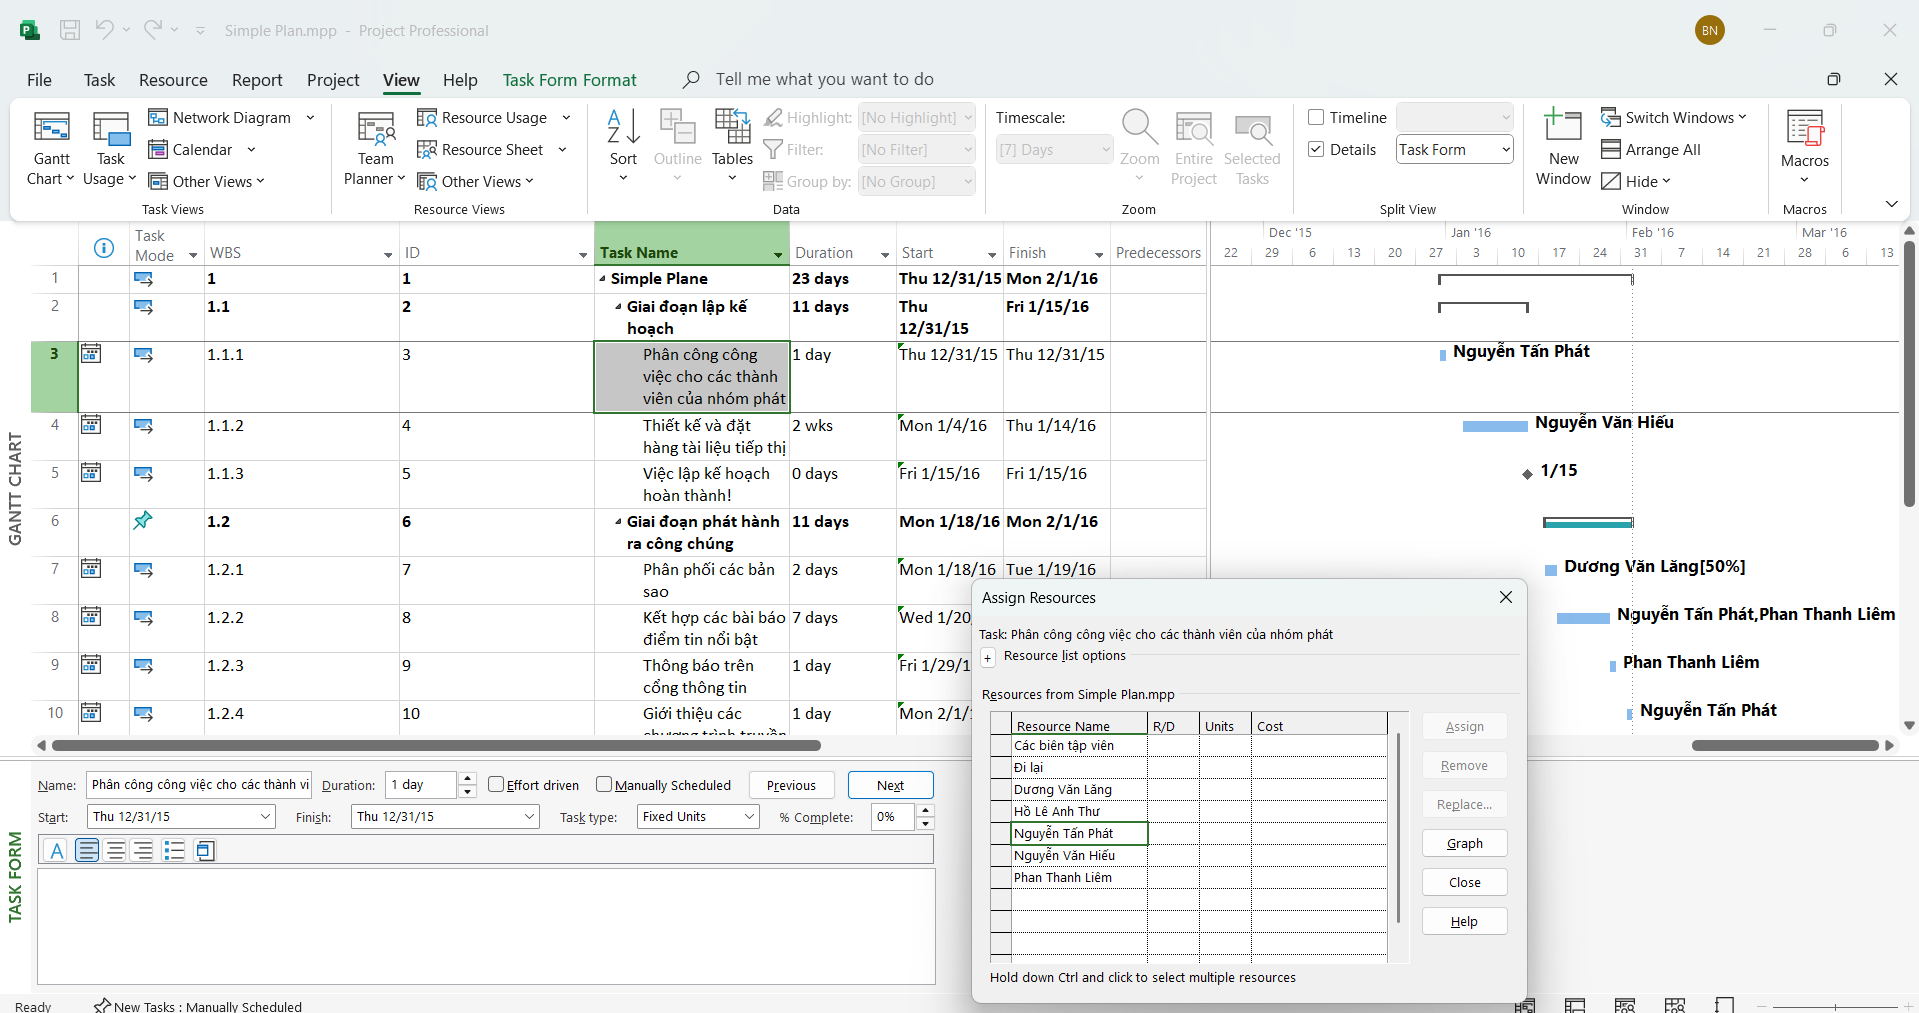 Simple Plan.mpp - Project Professional
BN
File Task Resource Report Project View Help Task Form Format Tell me what you want to do
Gantt Chart
Task Usage
Network Diagram
Calendar
Other Views
Task Views
Team Planner
Resource Usage
Resource Sheet
Other Views
Resource Views
Sort
Outline
Tables
Highlight: [No Highlight]
Filter: [No Filter]
Group by: [No Group]
Data
Timescale:
[7] Days
Zoom
Entire Project
Selected Tasks
Zoom
Timeline
Details Task Form
Split View
New Window
Switch Windows
Arrange All
Hide
Window
Macros
Macros
GANTT CHART
Task Mode WBS ID Task Name Duration Start Finish Predecessors
Dec '15 Jan '16 Feb '16 Mar '16
22 29 6 13 20 27 3 10 17 24 31 7 14 21 28 6 13
1 1 1 Simple Plane 23 days Thu 12/31/15 Mon 2/1/16
2 1.1 2 Giai đoạn lập kế 11 days Thu Fri 1/15/16
hoạch 12/31/15
3 1.1.1 3 Phân công công 1 day Thu 12/31/15 Thu 12/31/15 Nguyễn Tấn Phát
việc cho các thành
viên của nhóm phát
4 1.1.2 4 Thiết kế và đặt 2 wks Mon 1/4/16 Thu 1/14/16 Nguyễn Văn Hiếu
hàng tài liệu tiếp thị
5 1.1.3 5 Việc lập kế hoạch 0 days Fri 1/15/16 Fri 1/15/16 1/15
hoàn thành!
6 1.2 6 Giai đoạn phát hành 11 days Mon 1/18/16 Mon 2/1/16
ra công chúng
7 1.2.1 7 Phân phối các bản 2 days Mon 1/18/16 Tue 1/19/16 Dương Văn Lăng[50%]
sao
8 1.2.2 8 Kết hợp các bài báo 7 days Wed 1/20/ Nguyễn Tấn Phát,Phan Thanh Liêm
điểm tin nổi bật
9 1.2.3 9 Thông báo trên 1 day Fri 1/29/1 Phan Thanh Liêm
cổng thông tin
10 1.2.4 10 Giới thiệu các 1 day Mon 2/1/ Nguyễn Tấn Phát
chương trình truyền
Assign Resources
Task: Phân công công việc cho các thành viên của nhóm phát
+ Resource list options
Resources from Simple Plan.mpp
Resource Name R/D Units Cost
Các biên tập viên
Đi lại
Dương Văn Lăng
Hồ Lê Anh Thư
Nguyễn Tấn Phát
Nguyễn Văn Hiếu
Phan Thanh Liêm
Assign
Remove
Replace...
Graph
Close
Help
Hold down Ctrl and click to select multiple resources
TASK FORM
Name: Phân công công việc cho các thành vi Duration: 1 day Effort driven Manually Scheduled Previous Next
Start: Thu 12/31/15 Finish: Thu 12/31/15 Task type: Fixed Units % Complete: 0%
A
Ready New Tasks : Manually Scheduled